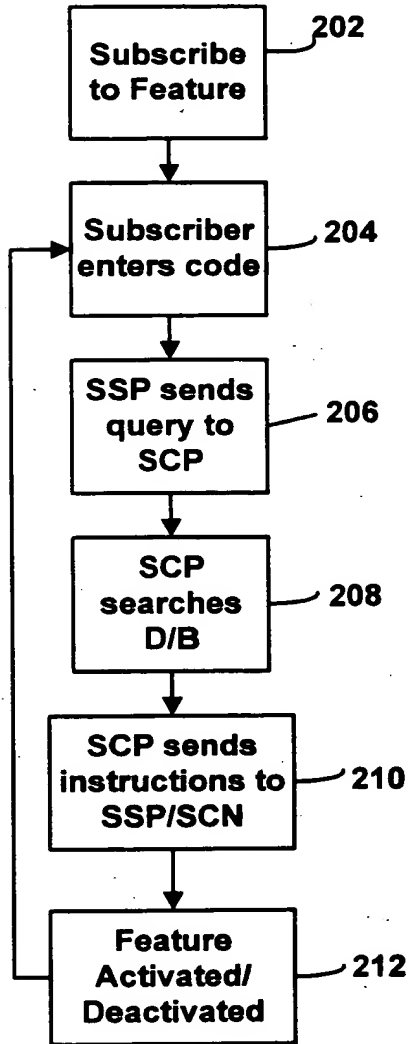 Subscribe
to Feature
202
Subscriber
enters code
204
SSP sends
query to
SCP
206
SCP
searches
D/B
208
SCP sends
instructions to
SSP/SCN
210
Feature
Activated/
Deactivated
212